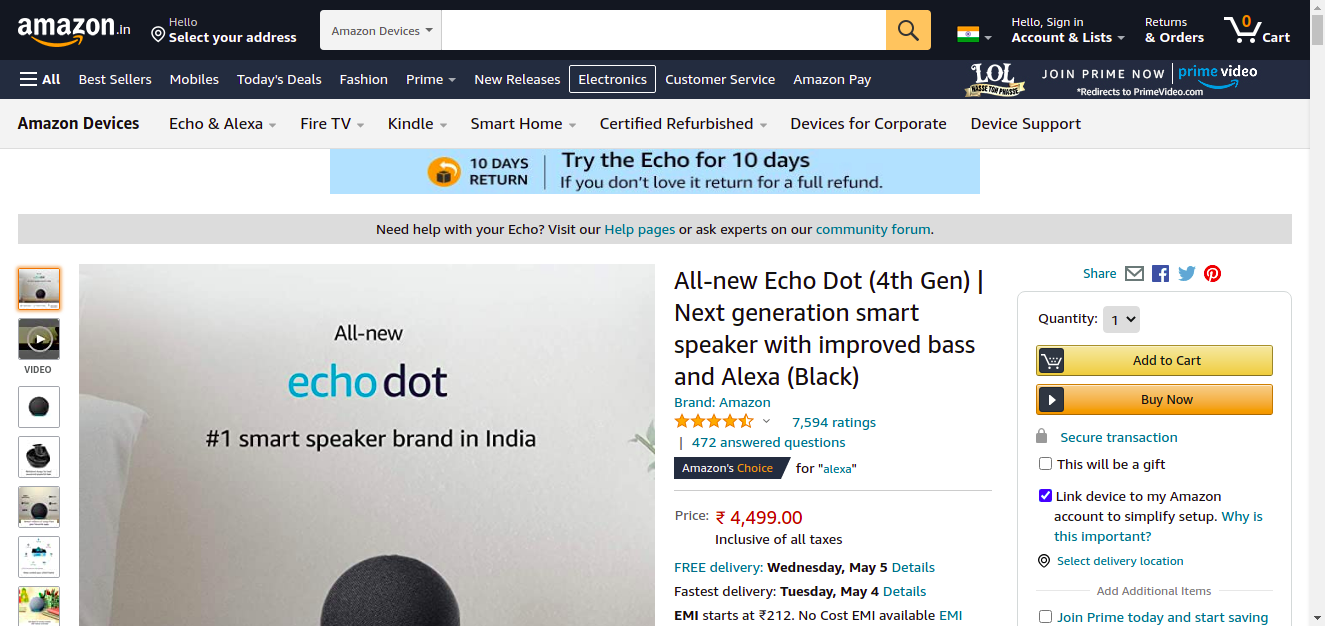 amazon.in
Hello
Select your address
Amazon Devices
Hello, Sign in
Account & Lists
Returns
& Orders
0
Cart
All
Best Sellers
Mobiles
Today's Deals
Fashion
Prime
New Releases
Electronics
Customer Service
Amazon Pay
LOL
HASSE TOH PHASSE
JOIN PRIME NOW
prime video
*Redirects to PrimeVideo.com
Amazon Devices
Echo & Alexa
Fire TV
Kindle
Smart Home
Certified Refurbished
Devices for Corporate
Device Support
10 DAYS
RETURN
Try the Echo for 10 days
If you don't love it return for a full refund.
Need help with your Echo? Visit our Help pages or ask experts on our community forum.
VIDEO
All-new
echo dot
#1 smart speaker brand in India
All-new Echo Dot (4th Gen) |
Next generation smart
speaker with improved bass
and Alexa (Black)
Brand: Amazon
7,594 ratings
| 472 answered questions
Amazon's Choice for "alexa"
Price: ₹ 4,499.00
Inclusive of all taxes
FREE delivery: Wednesday, May 5 Details
Fastest delivery: Tuesday, May 4 Details
EMI starts at ₹212. No Cost EMI available EMI
Share
Quantity: 1
Add to Cart
Buy Now
Secure transaction
This will be a gift
Link device to my Amazon
account to simplify setup. Why is
this important?
Select delivery location
Add Additional Items
Join Prime today and start saving